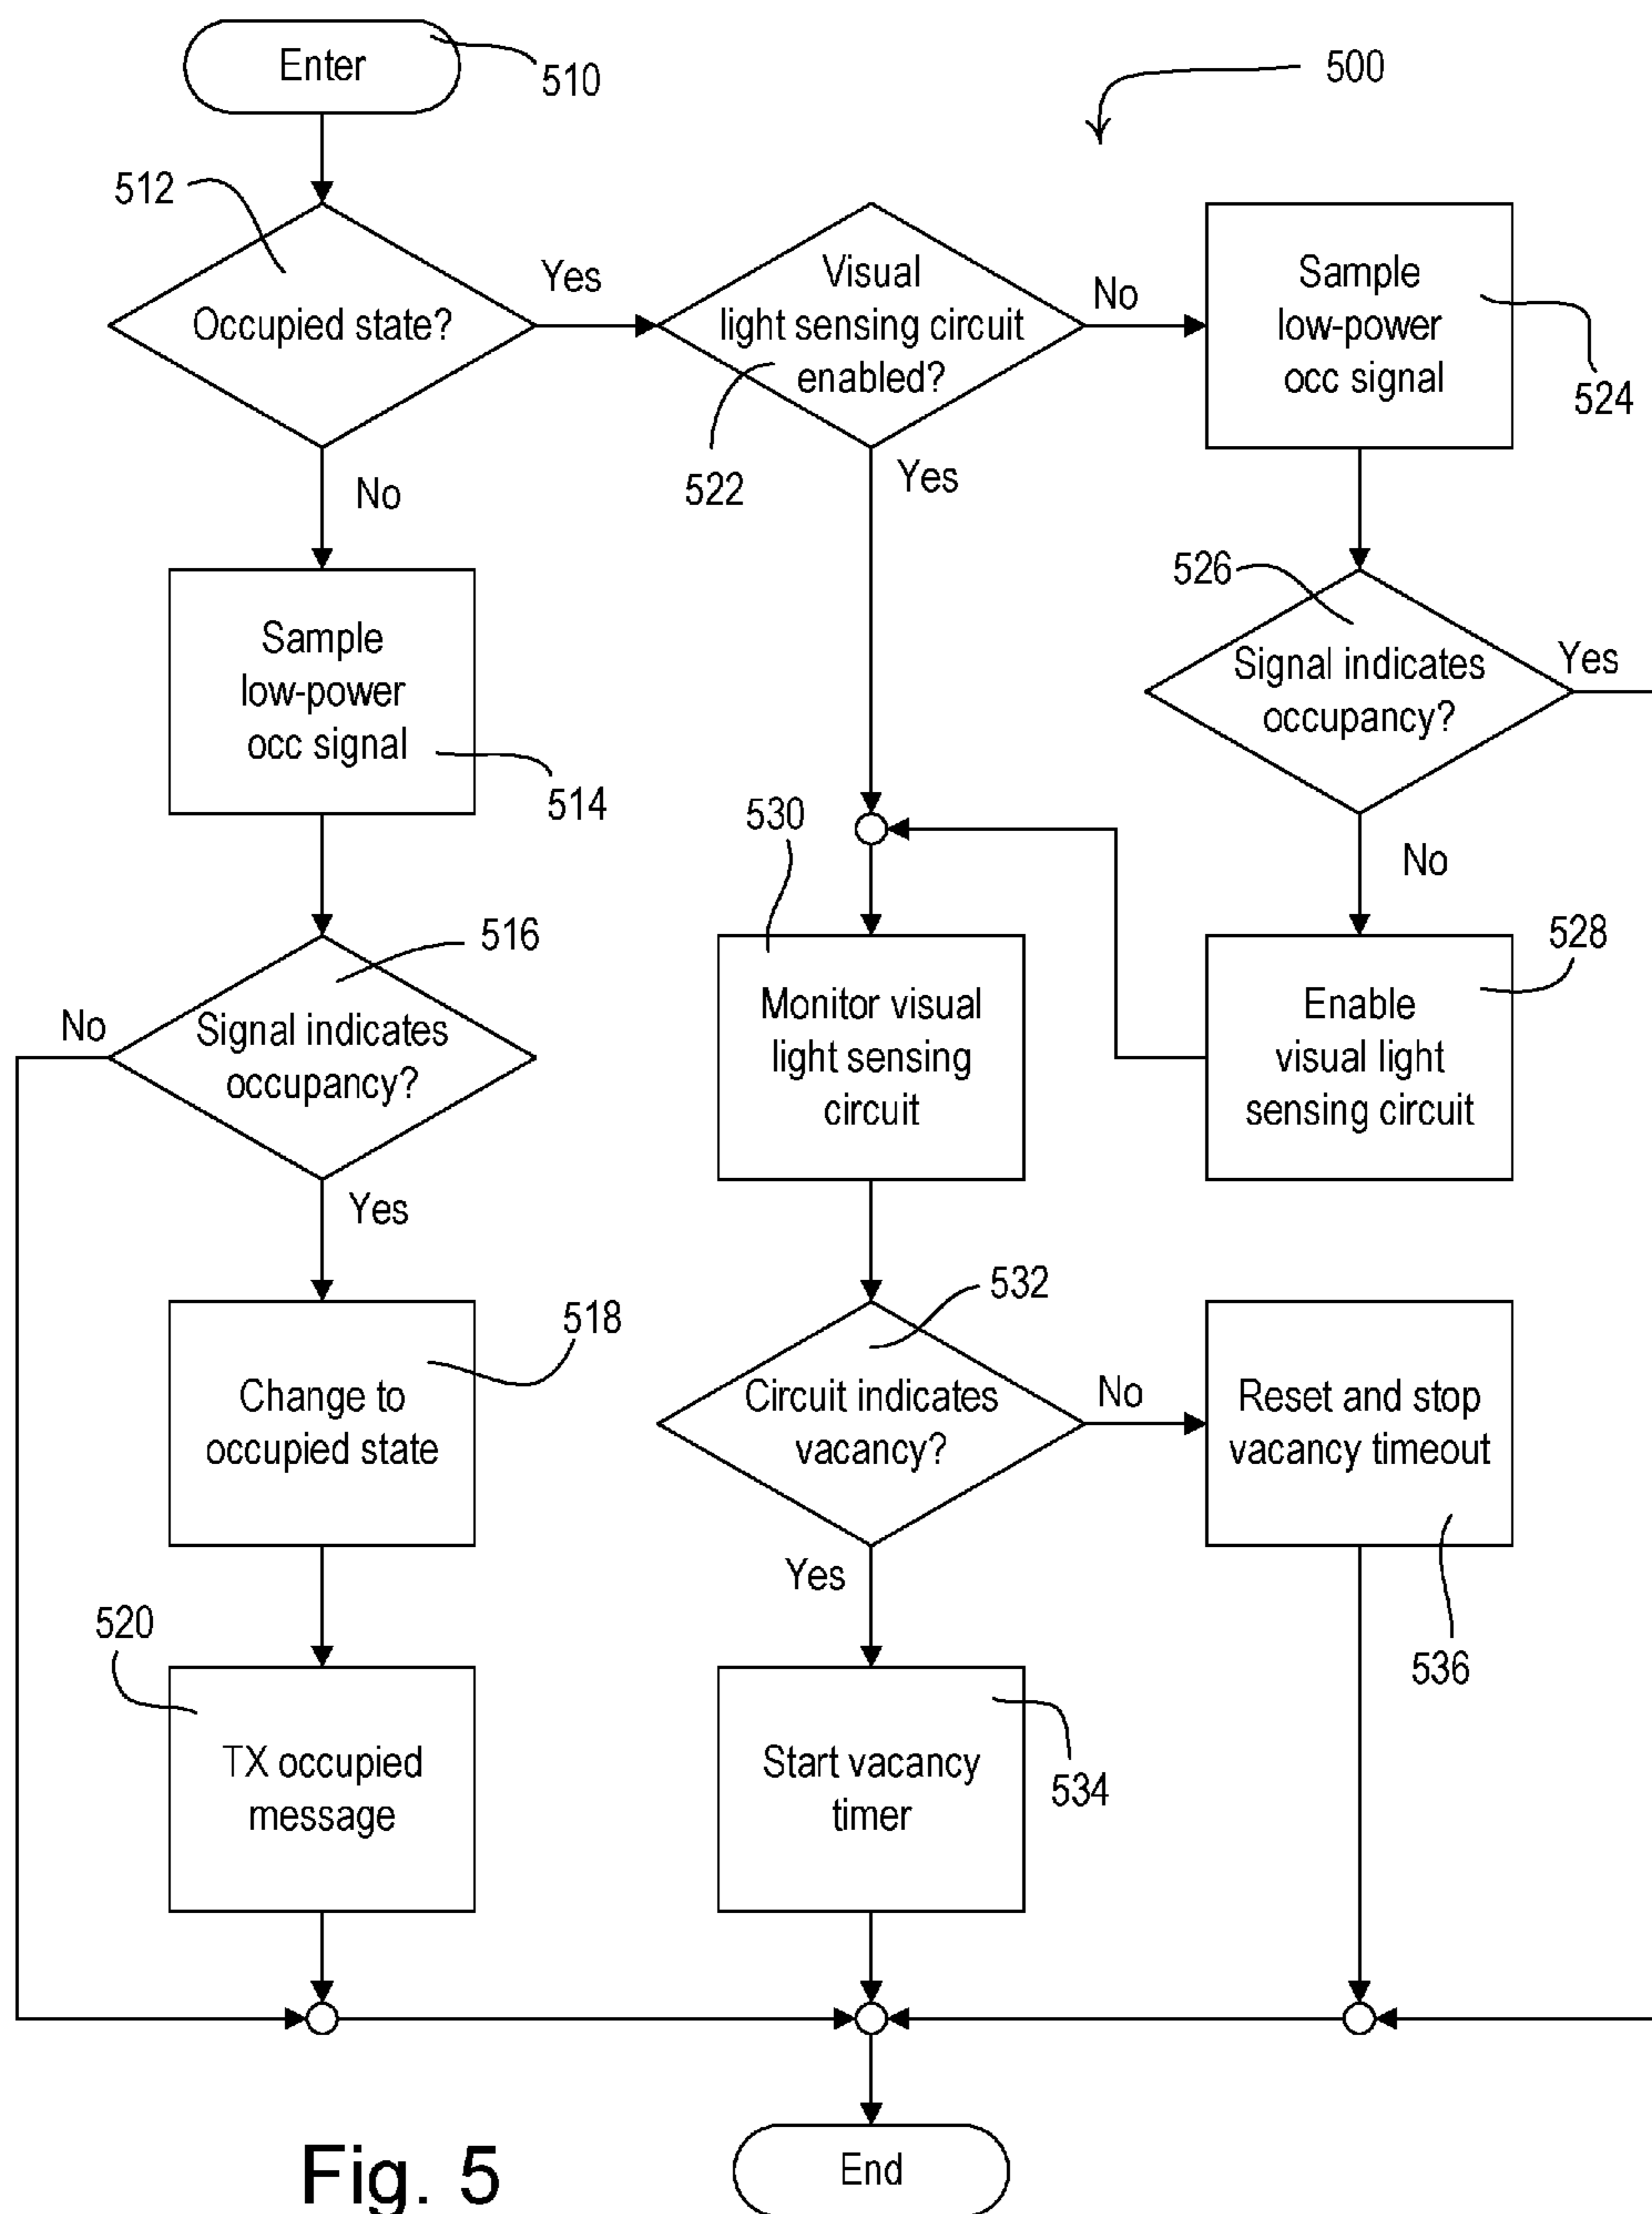 Enter
510
500
512
Occupied state?
Yes
Visual
light sensing circuit
enabled?
522
No
Sample
low-power
occ signal
524
No
Yes
Sample
low-power
occ signal
514
526
Signal indicates
occupancy?
Yes
No
516
Signal indicates
occupancy?
No
Yes
530
Monitor visual
light sensing
circuit
528
Enable
visual light
sensing circuit
518
Change to
occupied state
532
Circuit indicates
vacancy?
No
Yes
Reset and stop
vacancy timeout
536
520
TX occupied
message
Start vacancy
timer
534
End
Fig. 5